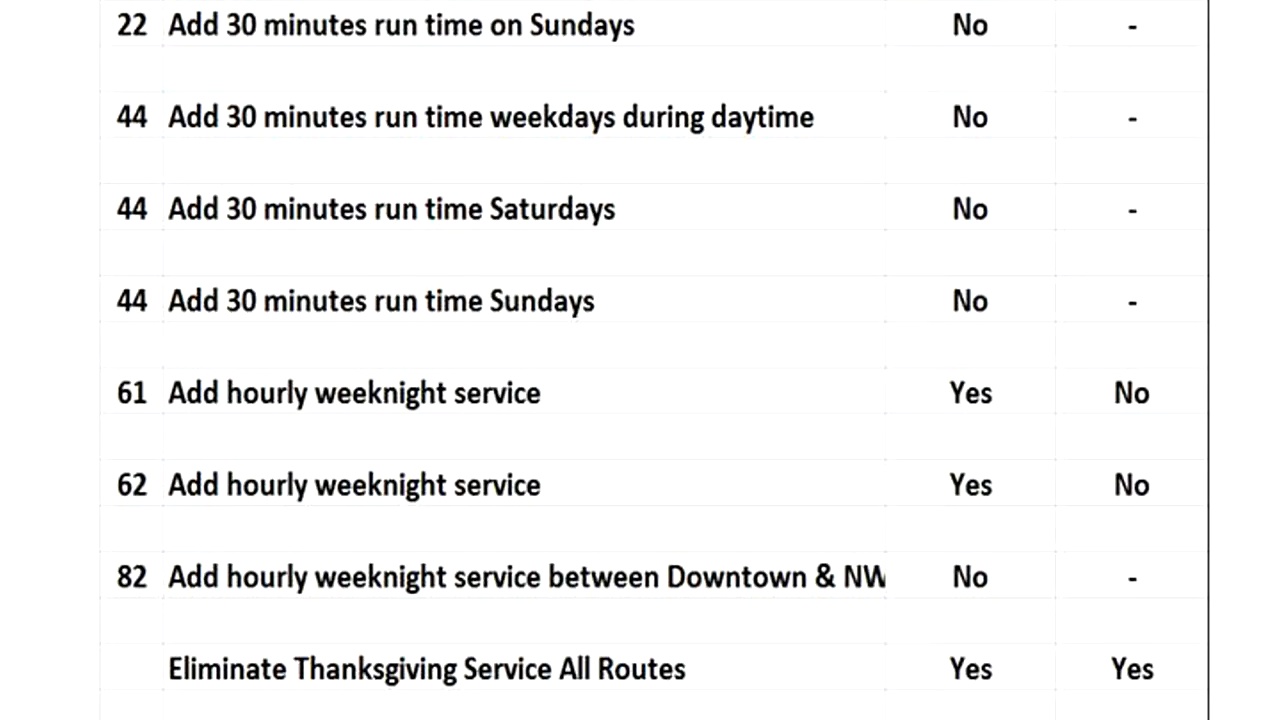 22 Add 30 minutes run time on Sundays No -
44 Add 30 minutes run time weekdays during daytime No -
44 Add 30 minutes run time Saturdays No -
44 Add 30 minutes run time Sundays No -
61 Add hourly weeknight service Yes No
62 Add hourly weeknight service Yes No
82 Add hourly weeknight service between Downtown & NW No -
Eliminate Thanksgiving Service All Routes Yes Yes